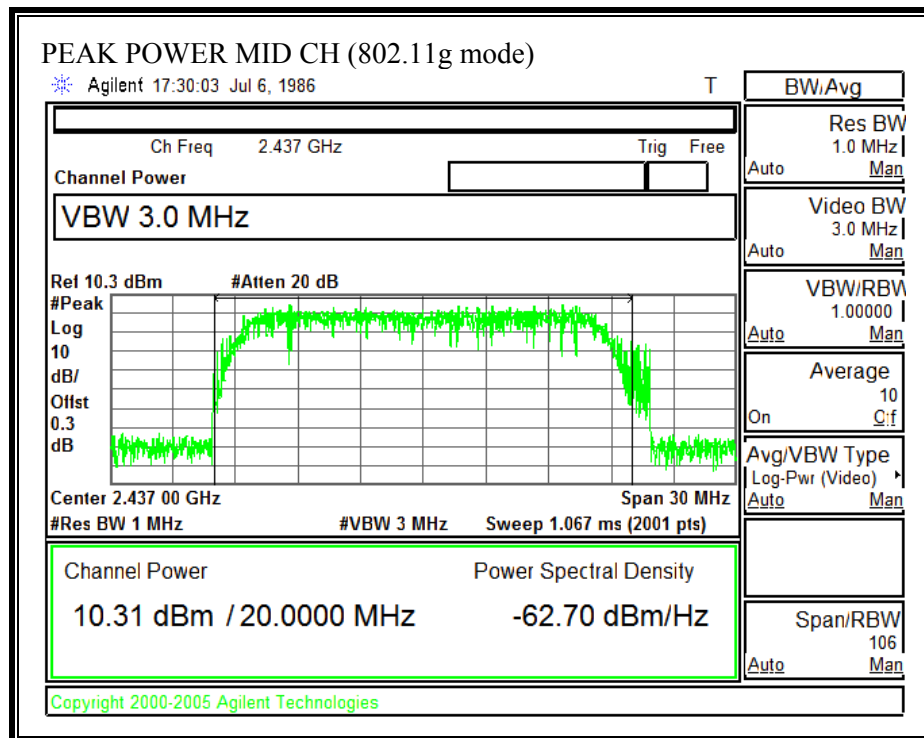 PEAK POWER MID CH (802.11g mode)
Agilent 17:30:03 Jul 6, 1986 T
Ch Freq 2.437 GHz Trig Free
Channel Power
VBW 3.0 MHz
Ref 10.3 dBm #Atten 20 dB
#Peak
Log
10
dB/
Offst
0.3
dB
Center 2.437 00 GHz Span 30 MHz
#Res BW 1 MHz #VBW 3 MHz Sweep 1.067 ms (2001 pts)
Channel Power Power Spectral Density
10.31 dBm / 20.0000 MHz -62.70 dBm/Hz
Copyright 2000-2005 Agilent Technologies
BW/Avg
Res BW
1.0 MHz
Auto Man
Video BW
3.0 MHz
Auto Man
VBW/RBW
1.00000
Auto Man
Average
10
On Off
Avg/VBW Type
Log-Pwr (Video)
Auto Man
Span/RBW
106
Auto Man